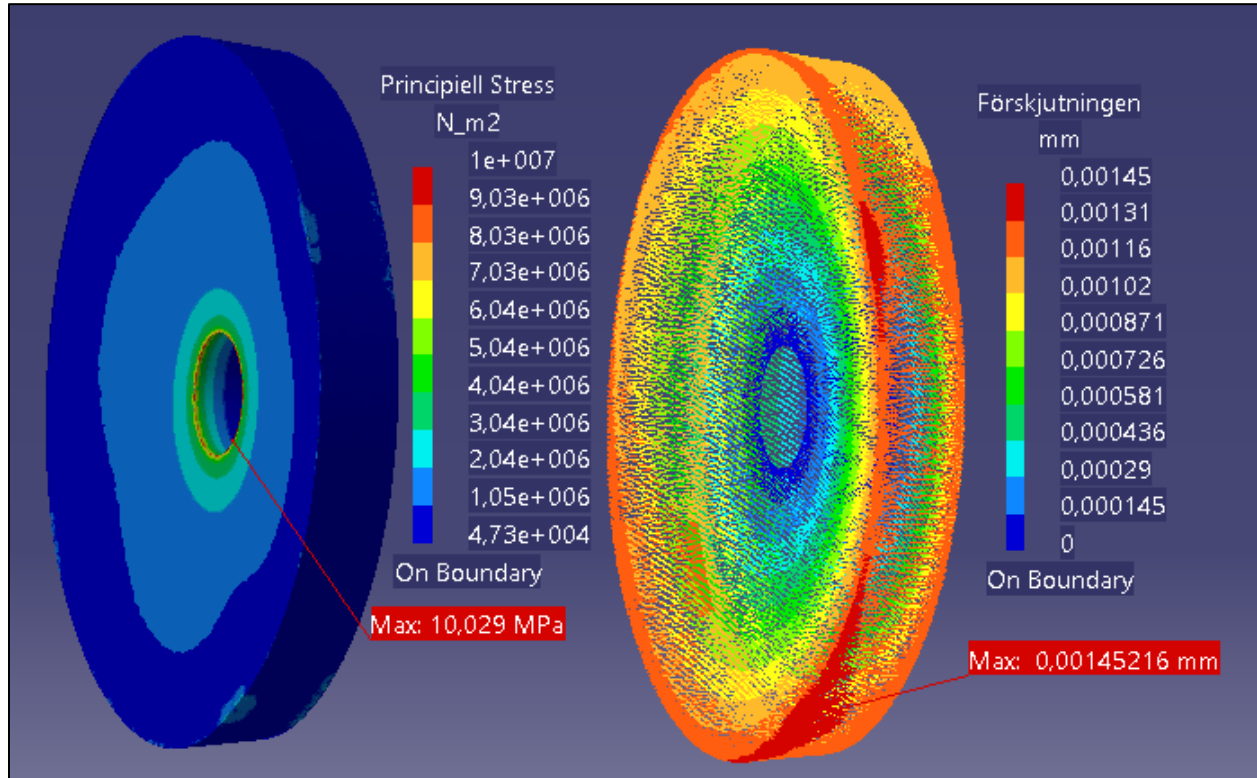 Principiell Stress
N_m2
1e+007
9,03e+006
8,03e+006
7,03e+006
6,04e+006
5,04e+006
4,04e+006
3,04e+006
2,04e+006
1,05e+006
4,73e+004
On Boundary
Max: 10,029 MPa
Förskjutningen
mm
0,00145
0,00131
0,00116
0,00102
0,000871
0,000726
0,000581
0,000436
0,00029
0,000145
0
On Boundary
Max: 0,00145216 mm